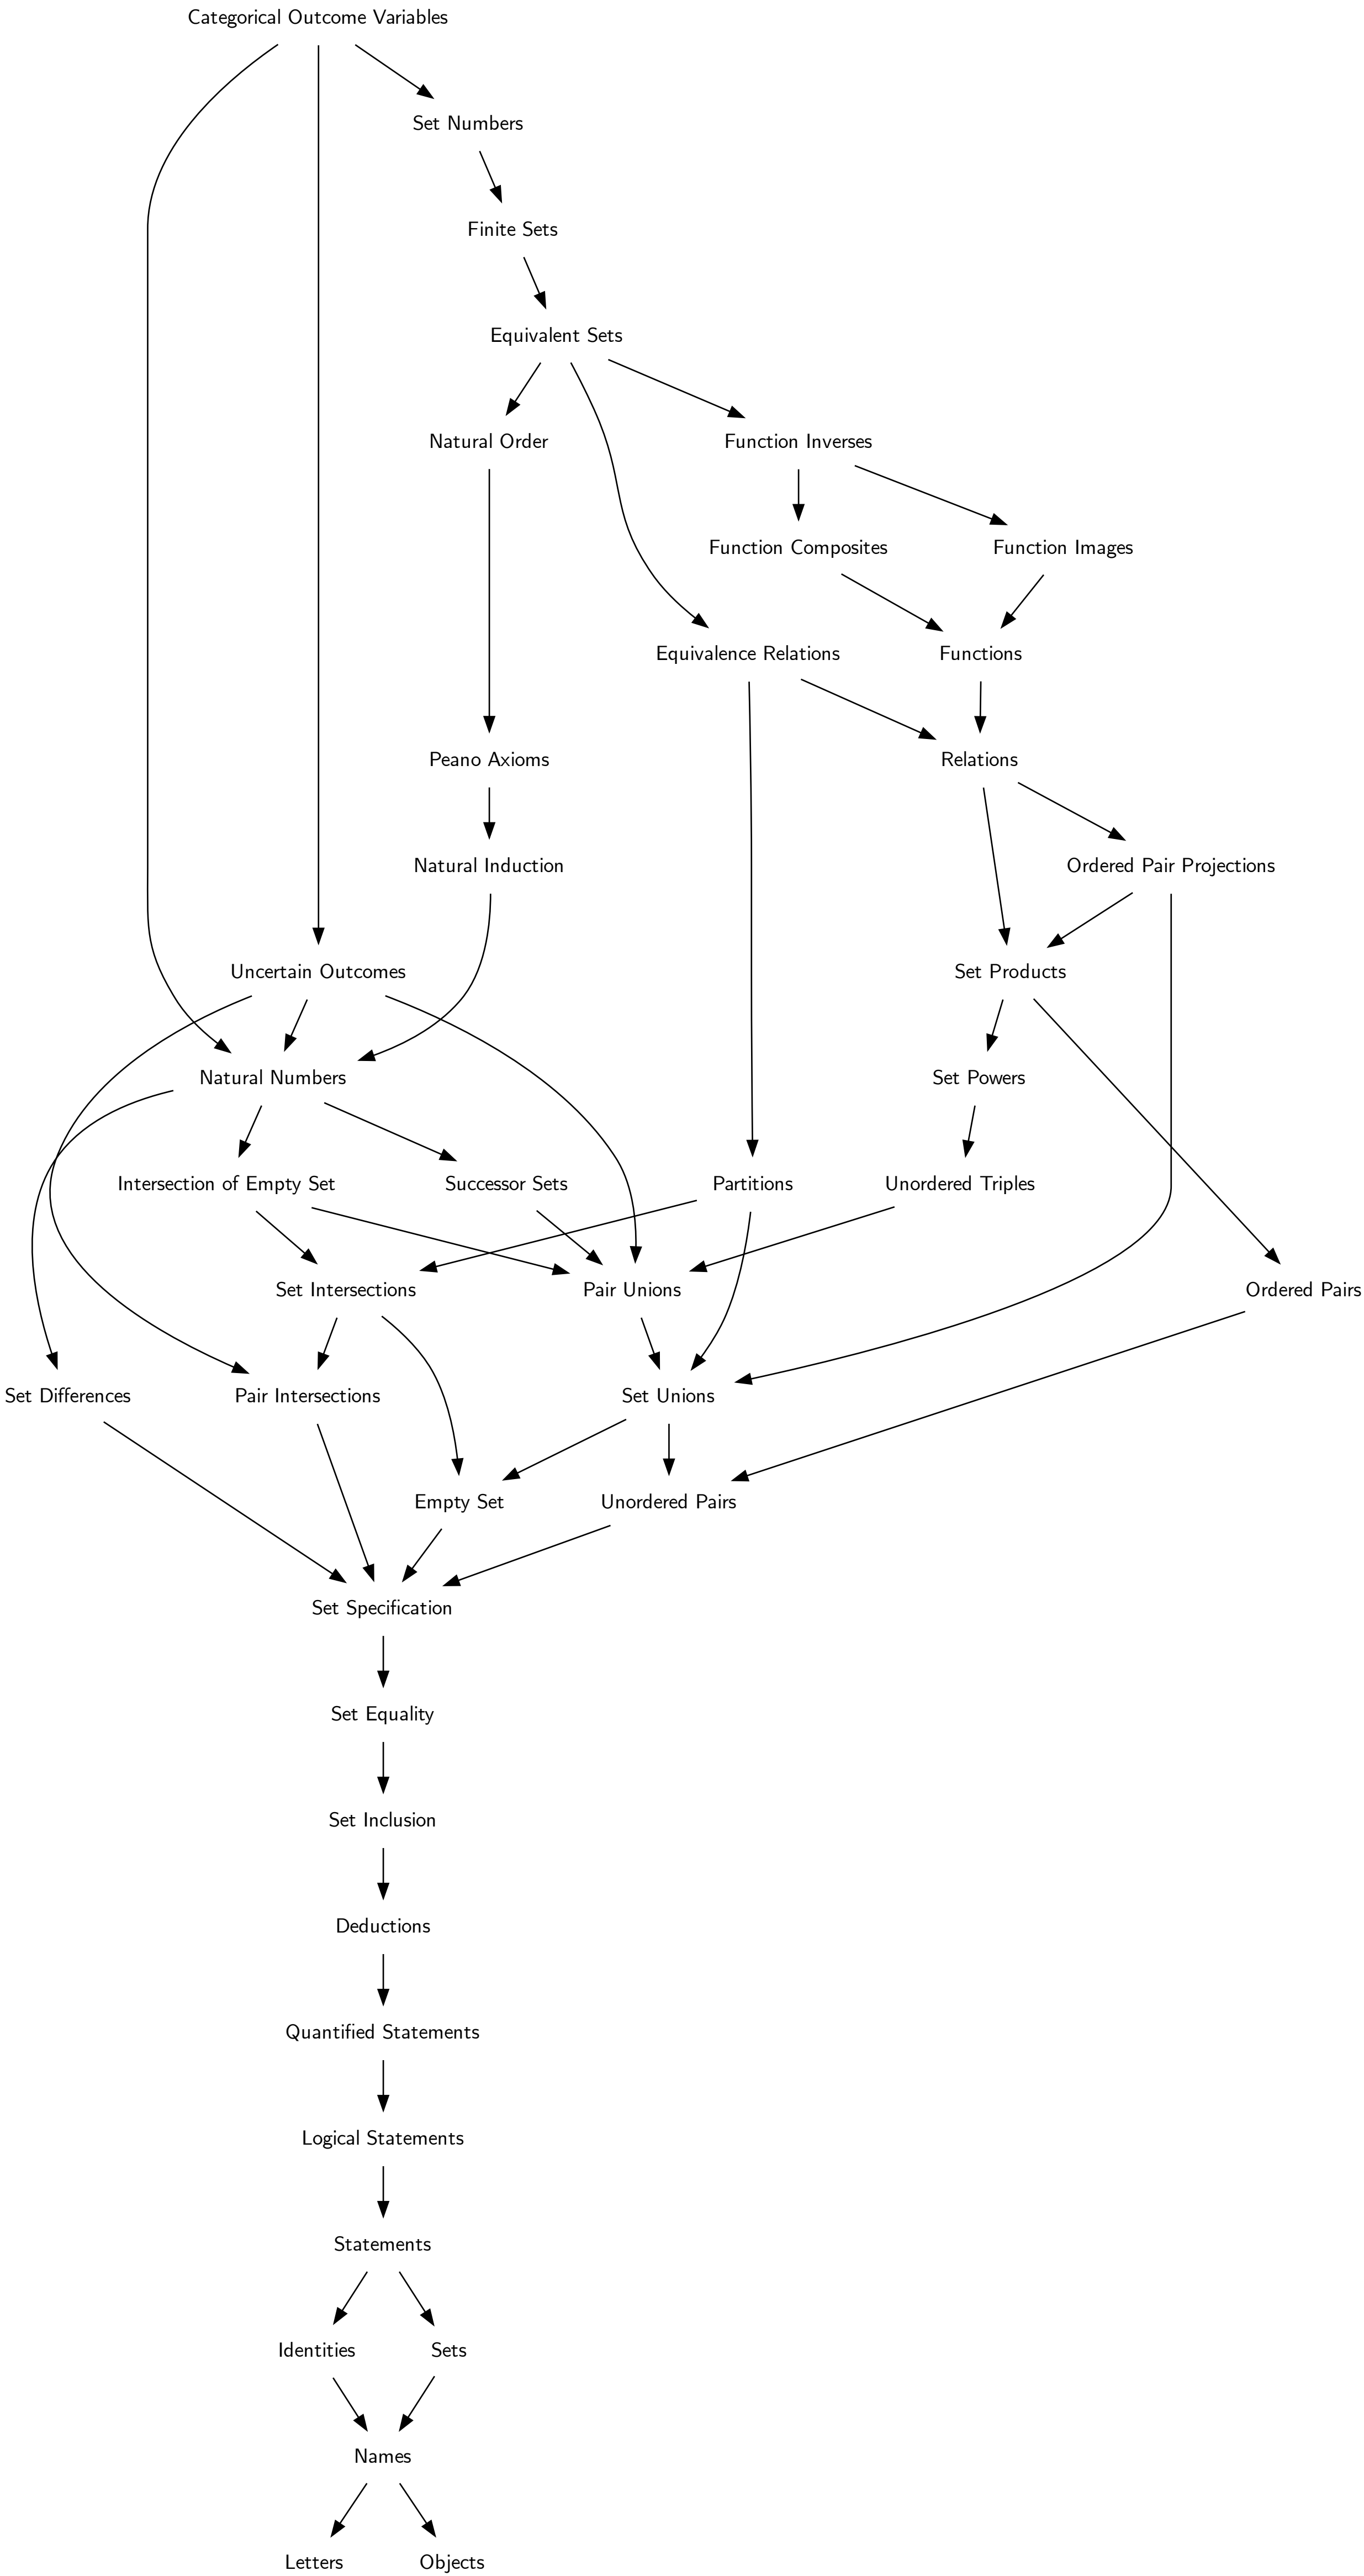 Categorical Outcome Variables
Set Numbers
Finite Sets
Equivalent Sets
Natural Order
Function Inverses
Function Composites
Function Images
Equivalence Relations
Functions
Peano Axioms
Relations
Natural Induction
Ordered Pair Projections
Uncertain Outcomes
Set Products
Natural Numbers
Set Powers
Intersection of Empty Set
Successor Sets
Partitions
Unordered Triples
Set Intersections
Pair Unions
Ordered Pairs
Set Differences
Pair Intersections
Set Unions
Empty Set
Unordered Pairs
Set Specification
Set Equality
Set Inclusion
Deductions
Quantified Statements
Logical Statements
Statements
Identities
Sets
Names
Letters
Objects